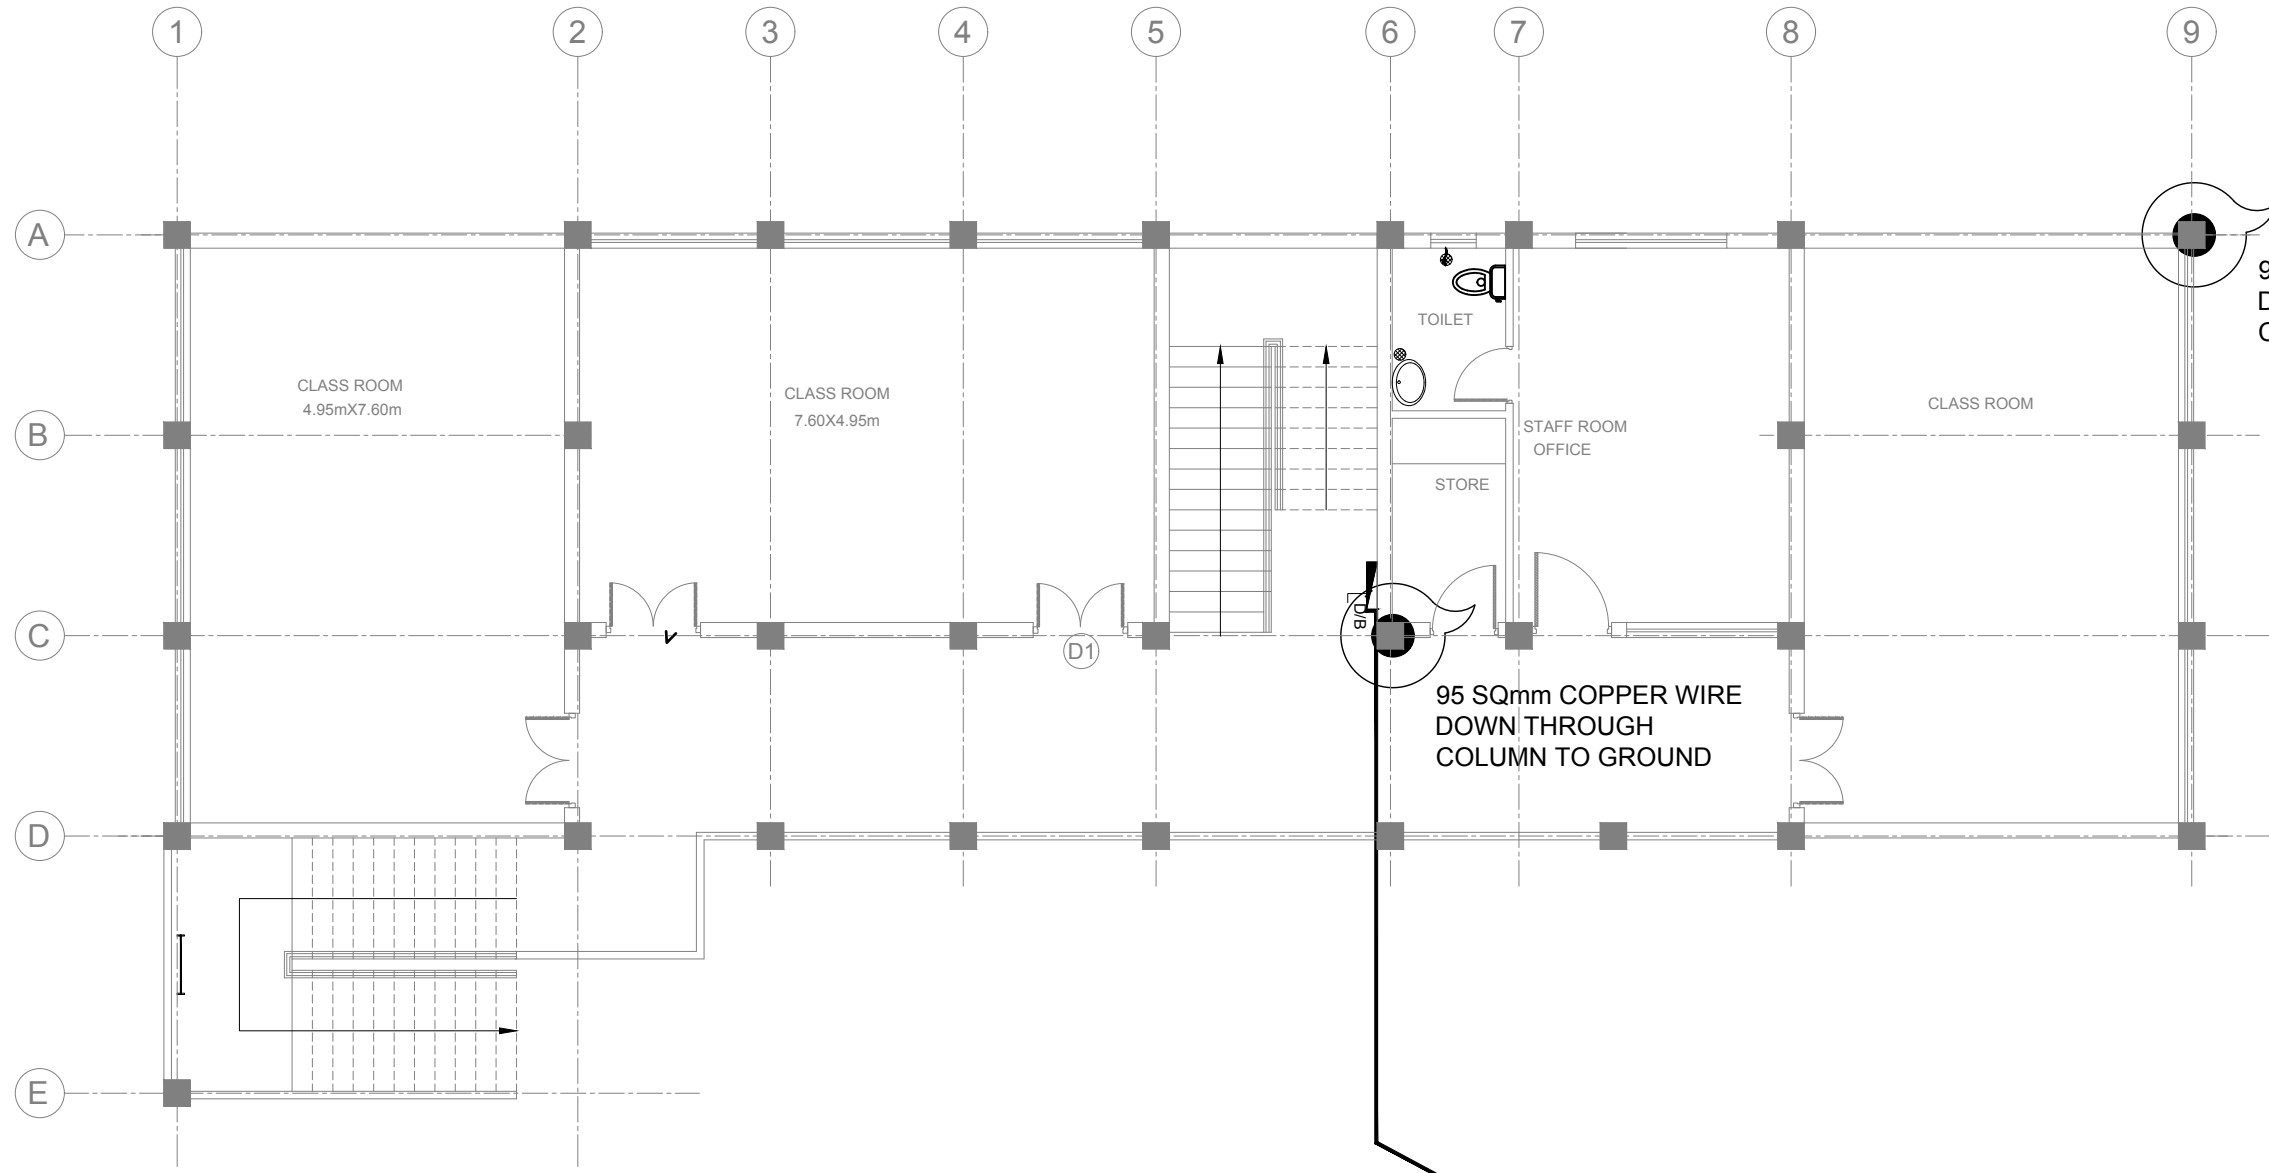 1
2
3
4
5
6
7
8
9
A
B
C
D
E
CLASS ROOM
4.95mX7.60m
CLASS ROOM
7.60X4.95m
TOILET
STORE
STAFF ROOM
OFFICE
CLASS ROOM
D/B
D1
95 SQmm COPPER WIRE
DOWN THROUGH
COLUMN TO GROUND